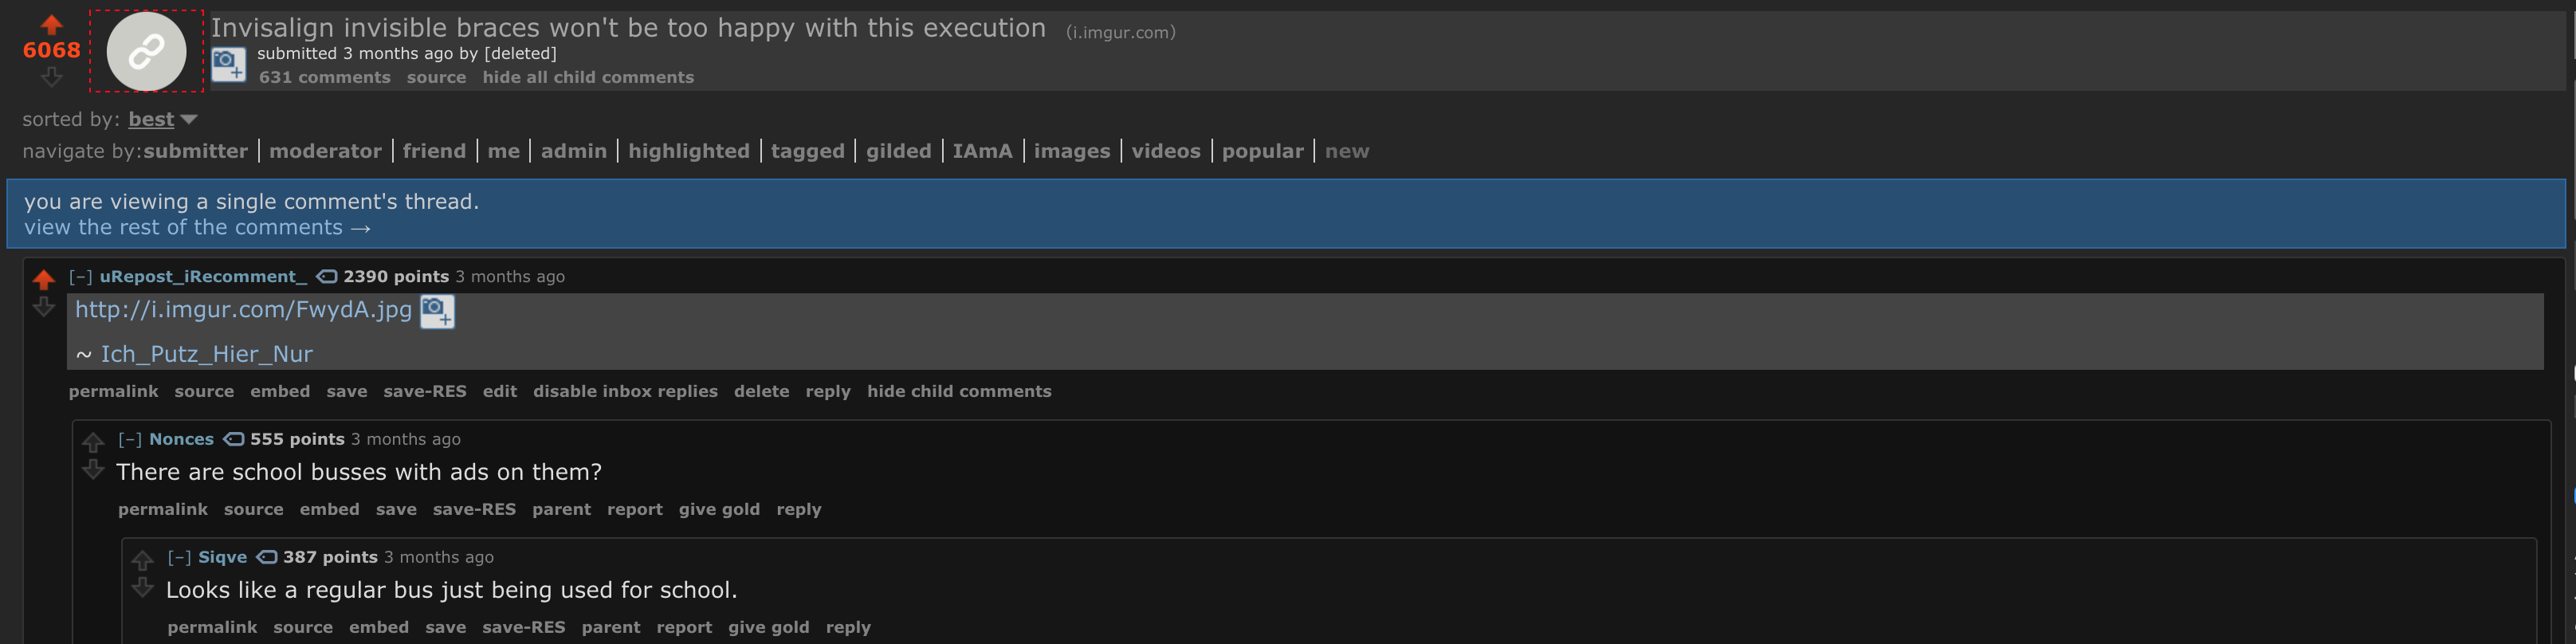 6068
Invisalign invisible braces won't be too happy with this execution (i.imgur.com)
submitted 3 months ago by [deleted]
631 comments source hide all child comments
sorted by: best
navigate by:submitter | moderator | friend | me | admin | highlighted | tagged | gilded | IAmA | images | videos | popular | new
you are viewing a single comment's thread.
view the rest of the comments →
[–] uRepost_iRecomment_ 2390 points 3 months ago
http://i.imgur.com/FwydA.jpg
~ Ich_Putz_Hier_Nur
permalink source embed save save-RES edit disable inbox replies delete reply hide child comments
[–] Nonces 555 points 3 months ago
There are school busses with ads on them?
permalink source embed save save-RES parent report give gold reply
[–] Siqve 387 points 3 months ago
Looks like a regular bus just being used for school.
permalink source embed save save-RES parent report give gold reply